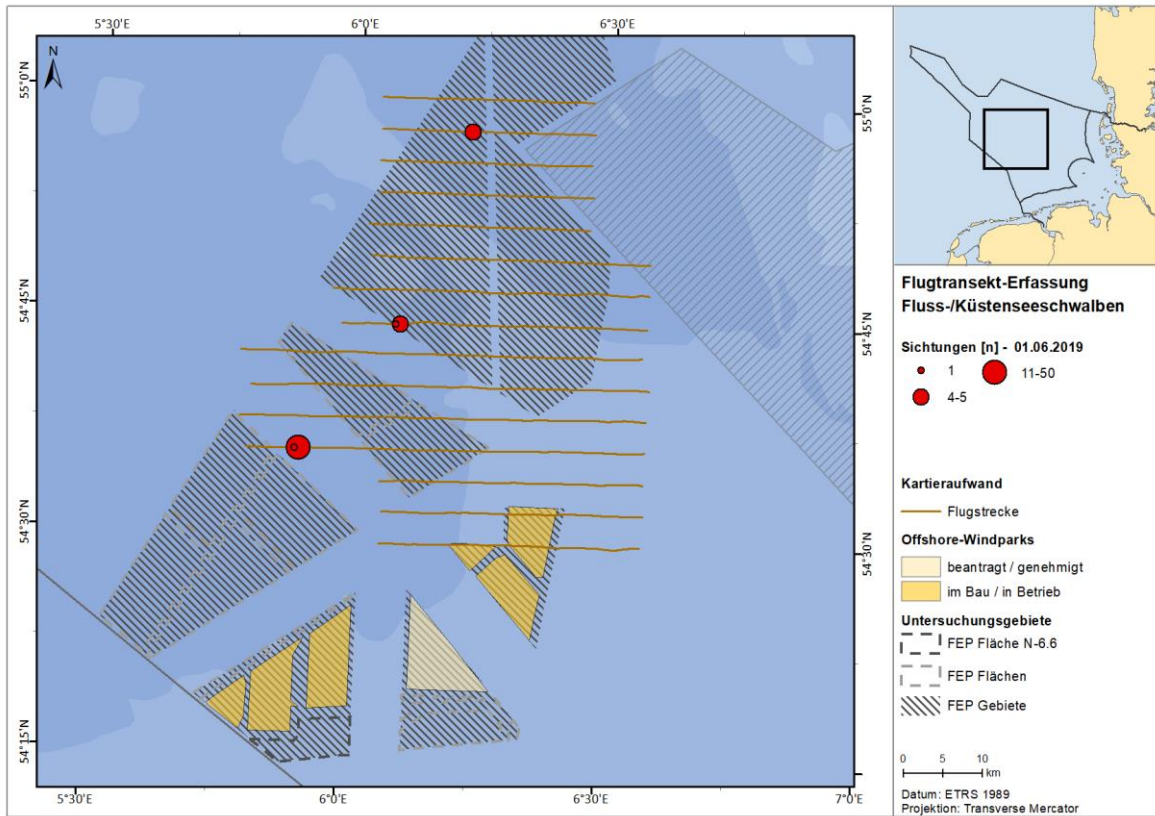 5°30'E
6°0'E
6°30'E
N
55°0'N
54°45'N
54°30'N
54°15'N
55°0'N
54°45'N
54°30'N
5°30'E
6°0'E
6°30'E
7°0'E
Flugtransekt-Erfassung
Fluss-/Küstenseeschwalben
Sichtungen [n] - 01.06.2019
1
11-50
4-5
Kartieraufwand
Flugstrecke
Offshore-Windparks
beantragt / genehmigt
im Bau / in Betrieb
Untersuchungsgebiete
FEP Fläche N-6.6
FEP Flächen
FEP Gebiete
0 5 10
km
Datum: ETRS 1989
Projektion: Transverse Mercator